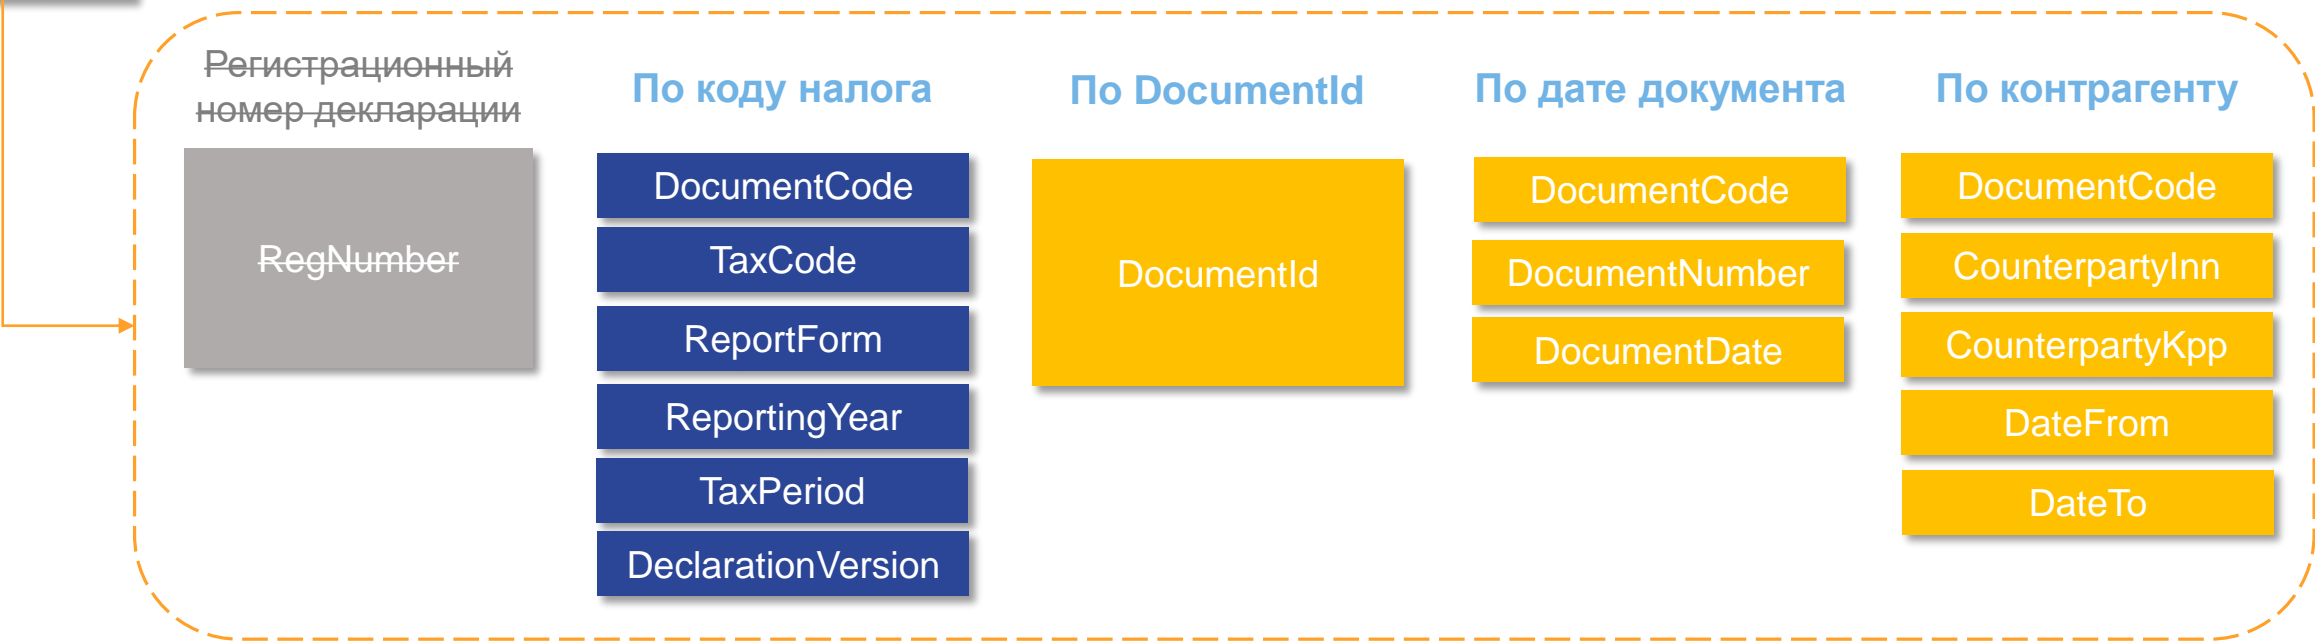 Регистрационный
номер декларации
RegNumber
По коду налога
DocumentCode
TaxCode
ReportForm
ReportingYear
TaxPeriod
DeclarationVersion
По DocumentId
DocumentId
По дате документа
DocumentCode
DocumentNumber
DocumentDate
По контрагенту
DocumentCode
CounterpartyInn
CounterpartyKpp
DateFrom
DateTo